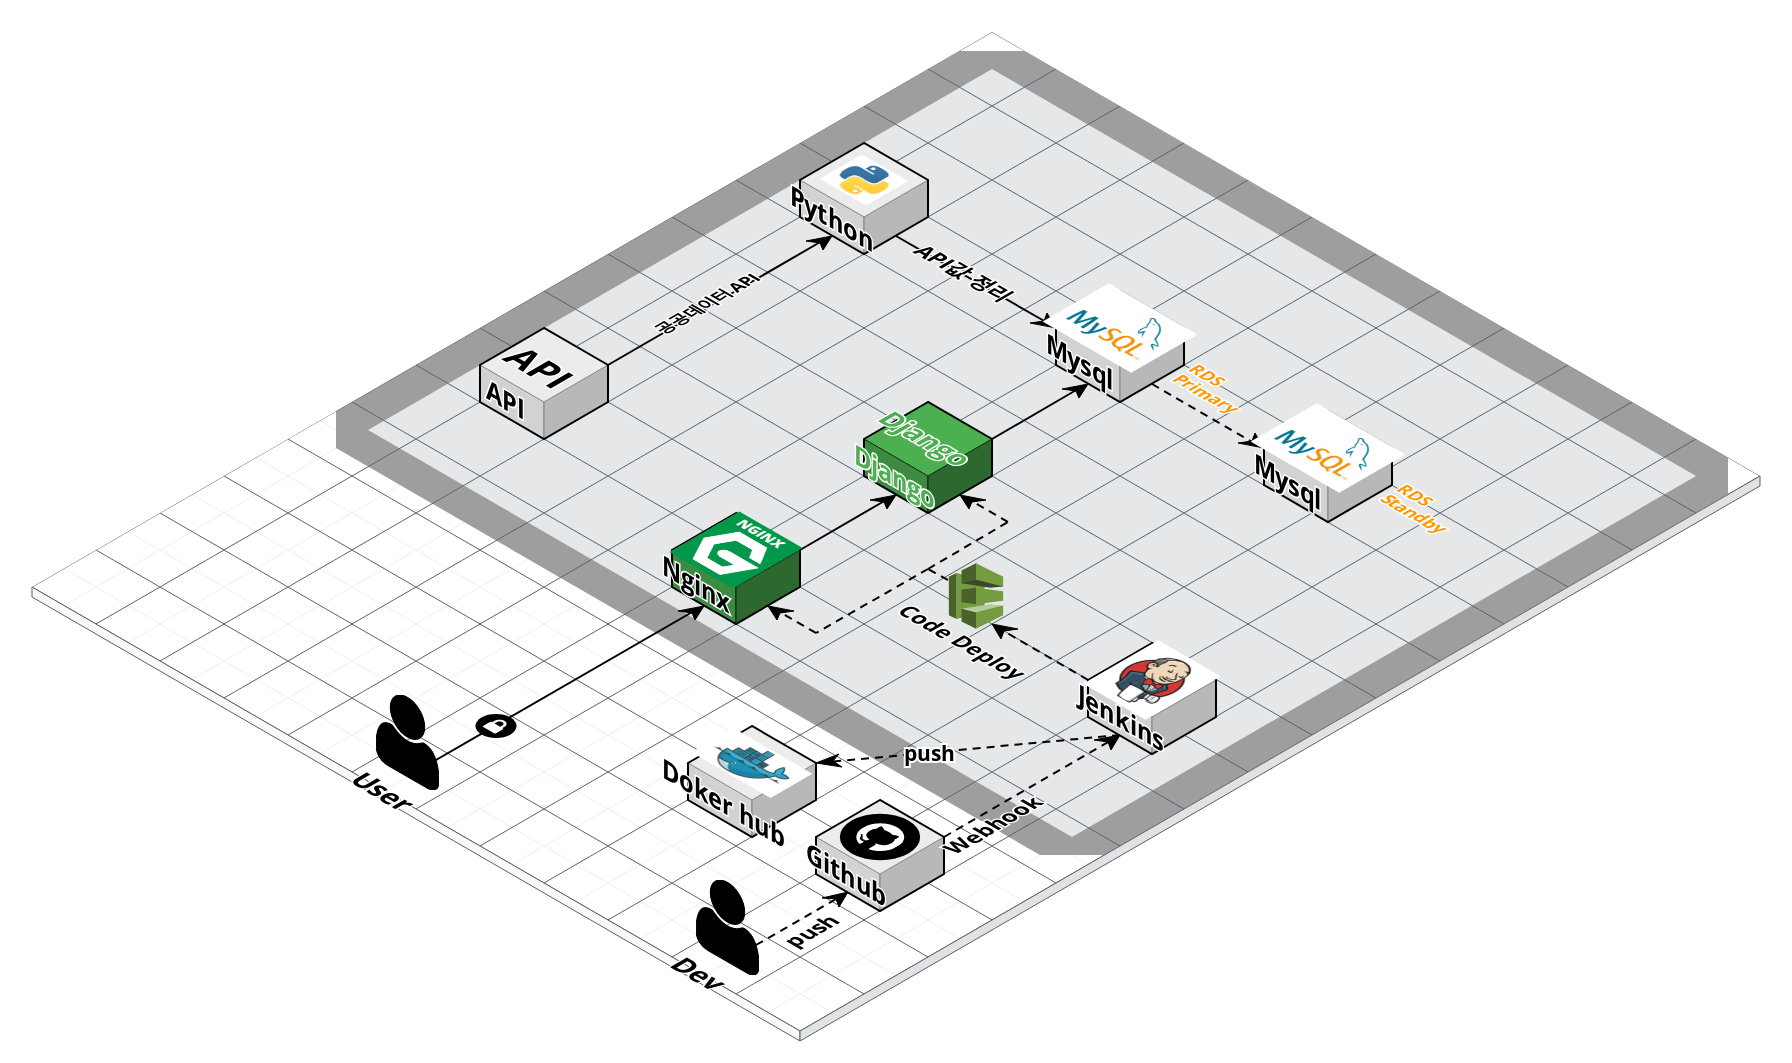 Python
API값 정리
공공데이터 API
API
API
MySQL
Mysql
RDS
Primary
MySQL
Mysql
RDS
Standby
Django
Django
NGINX
Nginx
Code Deploy
Jenkins
User
push
Doker hub
Webhook
Github
push
Dev